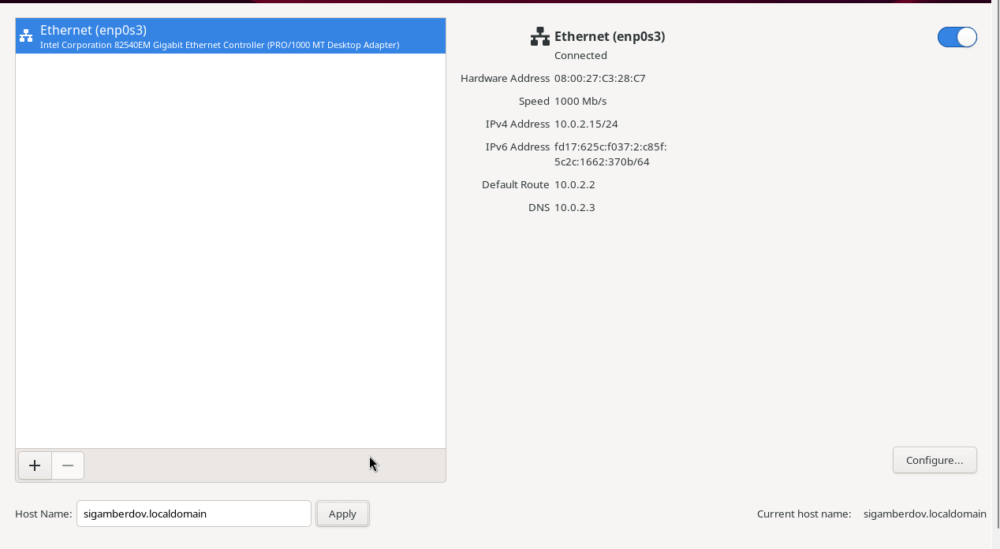 Ethernet (enp0s3)
Intel Corporation 82540EM Gigabit Ethernet Controller (PRO/1000 MT Desktop Adapter)
Ethernet (enp0s3)
Connected
Hardware Address 08:00:27:C3:28:C7
Speed 1000 Mb/s
IPv4 Address 10.0.2.15/24
IPv6 Address fd17:625c:f037:2:c85f:
5c2c:1662:370b/64
Default Route 10.0.2.2
DNS 10.0.2.3
Configure...
Host Name: sigamberdov.localdomain Apply Current host name: sigamberdov.localdomain